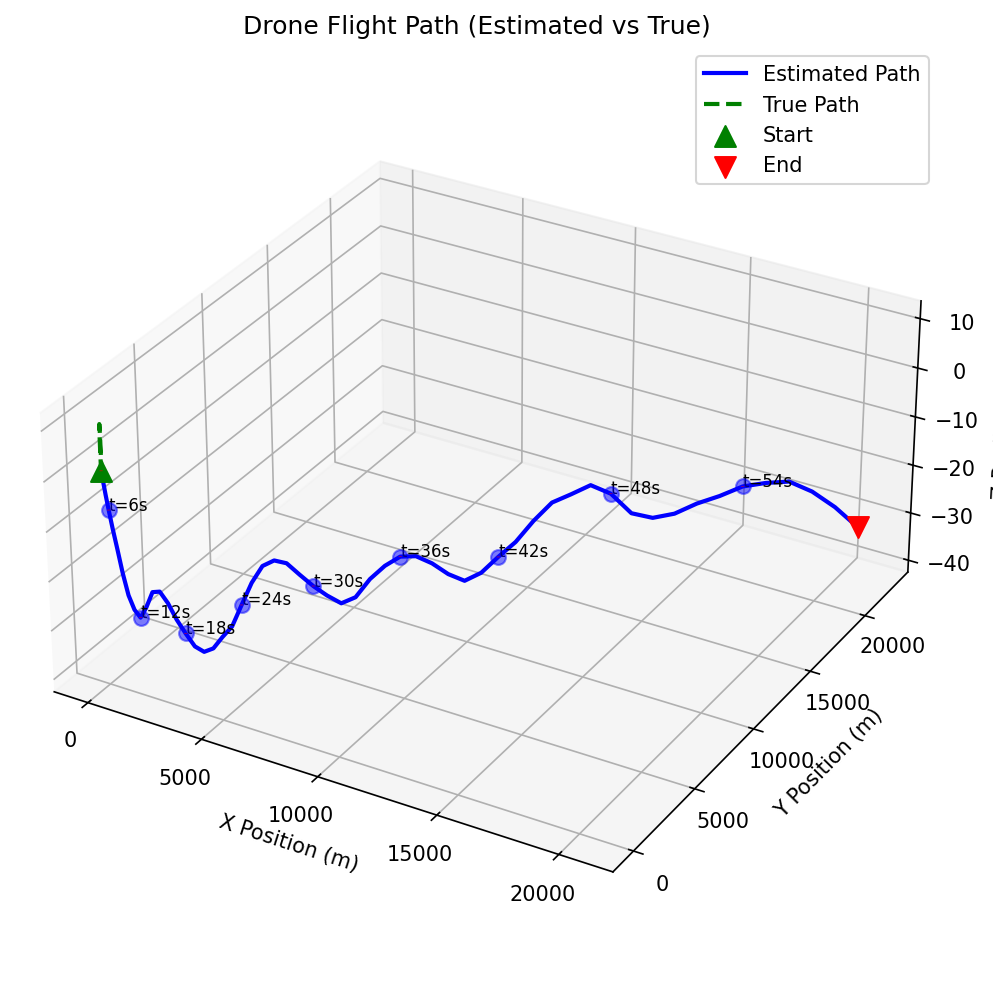 Drone Flight Path (Estimated vs True)
Estimated Path
True Path
Start
End
10
0
−10
−20
−30
−40
t=6s
t=12s
t=18s
t=24s
t=30s
t=36s
t=42s
t=48s
t=54s
0
5000
10000
15000
20000
X Position (m)
0
5000
10000
15000
20000
Y Position (m)